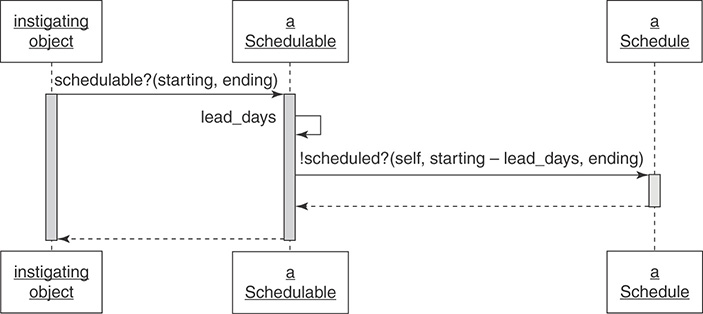 instigating
object
a
Schedulable
a
Schedule
schedulable?(starting, ending)
lead_days
!scheduled?(self, starting – lead_days, ending)
instigating
object
a
Schedulable
a
Schedule